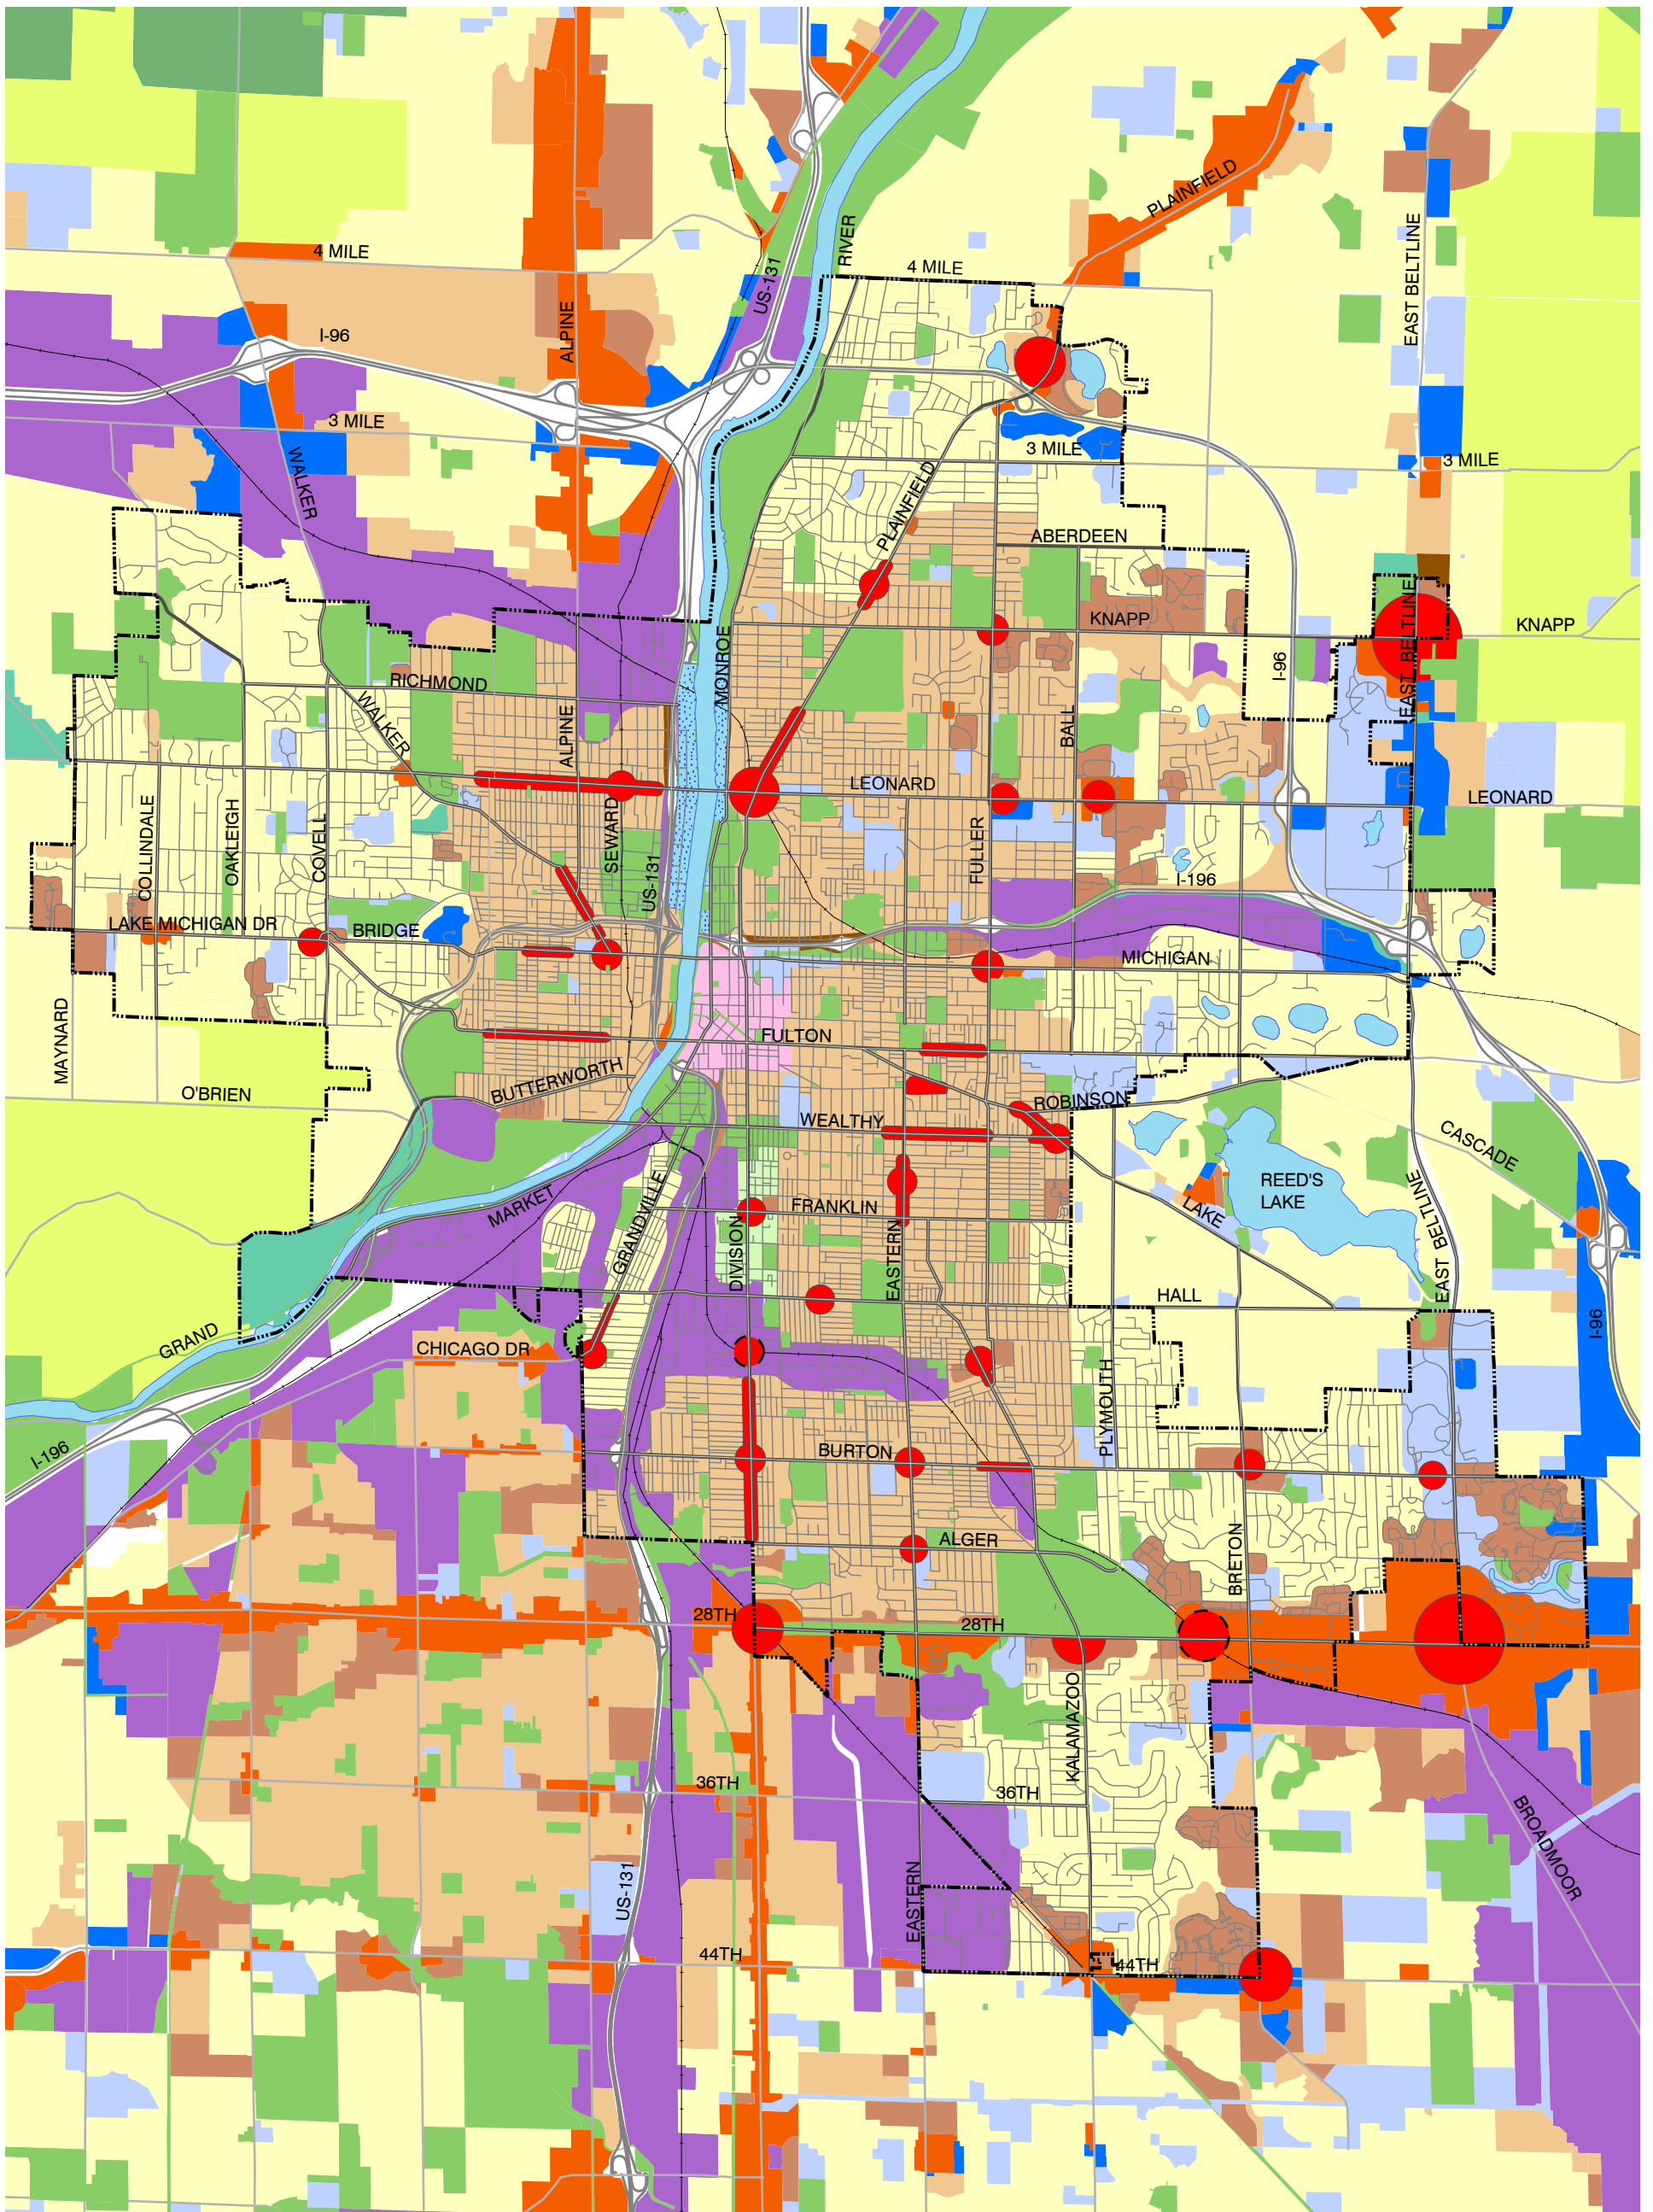 PLAINFIELD
RIVER
4 MILE
4 MILE
US-131
EAST BELTLINE
ALPINE
I-96
3 MILE
3 MILE
3 MILE
WALKER
PLAINFIELD
ABERDEEN
KNAPP
KNAPP
EAST BELTLINE
MONROE
I-96
RICHMOND
WALKER
ALPINE
BALL
LEONARD
LEONARD
COLLINDALE
OAKLEIGH
COVELL
SEWARD
US-131
FULLER
I-196
LAKE MICHIGAN DR
BRIDGE
MICHIGAN
MAYNARD
FULTON
O'BRIEN
BUTTERWORTH
ROBINSON
WEALTHY
CASCADE
REED'S
LAKE
MARKET
GRANDVILLE
FRANKLIN
LAKE
DIVISION
EASTERN
EAST BELTLINE
HALL
GRAND
CHICAGO DR
I-96
PLYMOUTH
I-196
BURTON
ALGER
BRETON
28TH
28TH
KALAMAZOO
36TH
36TH
BROADMOOR
US-131
EASTERN
44TH
44TH